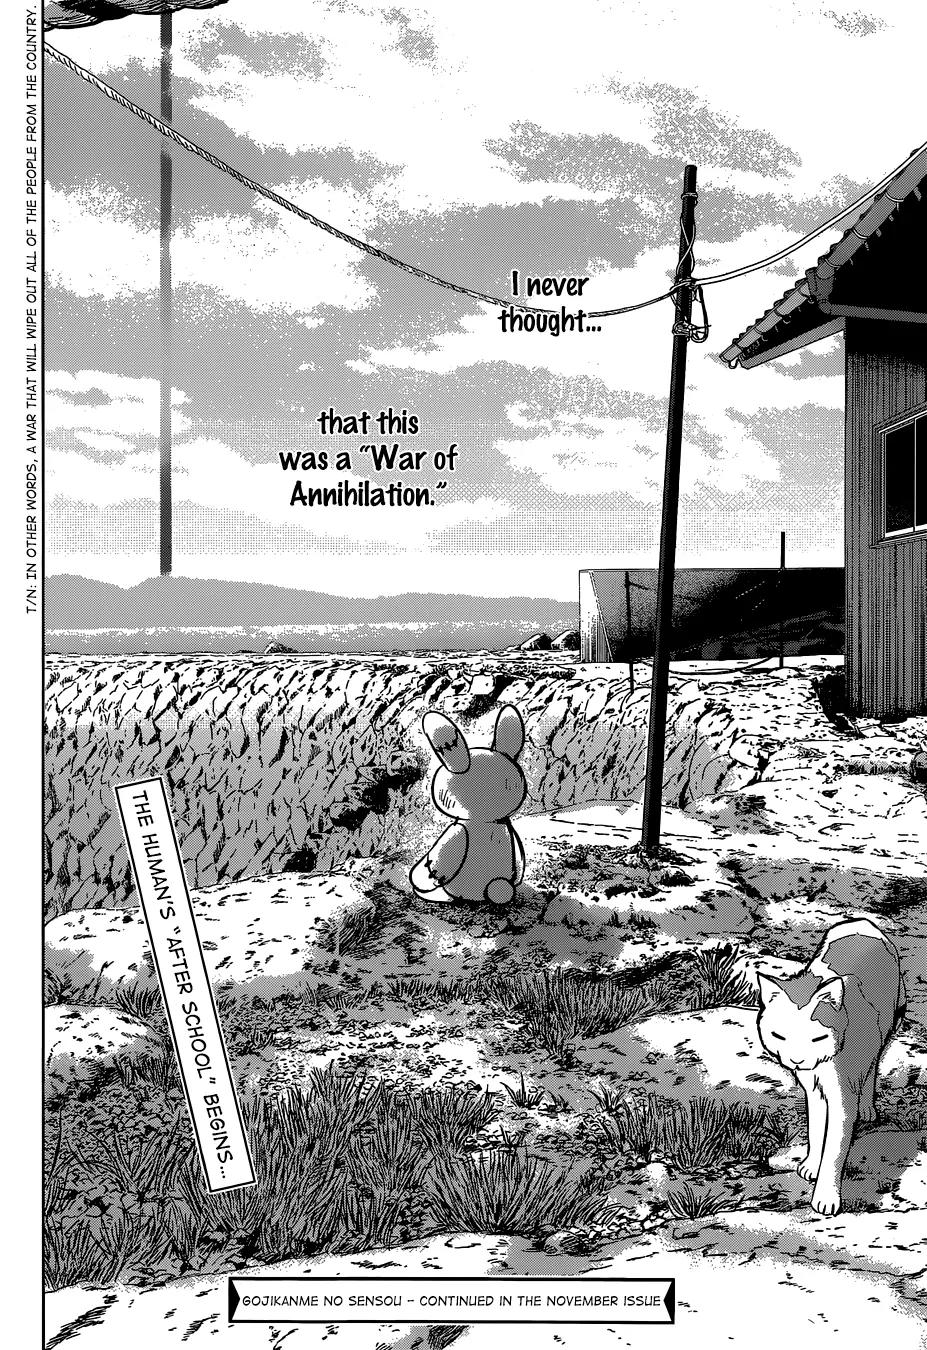 T/N: IN OTHER WORDS, A WAR THAT WILL WIPE OUT ALL OF THE PEOPLE FROM THE COUNTRY.
I never
thought...
that this
was a "War of
Annihilation."
THE HUMAN'S "AFTER SCHOOL" BEGINS...
GOJIKANME NO SENSOU - CONTINUED IN THE NOVEMBER ISSUE